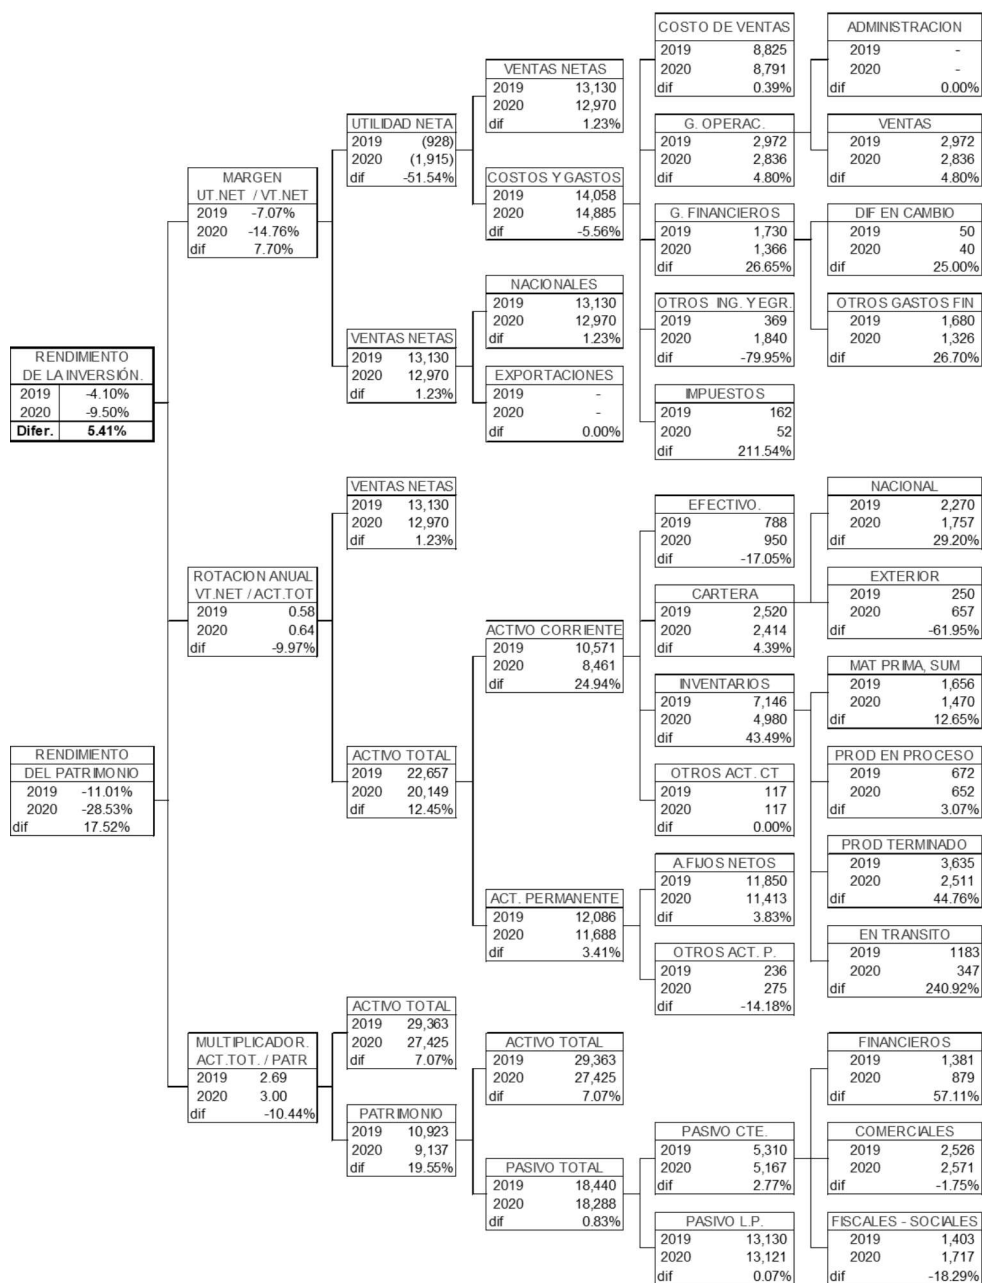 COSTO DE VENTAS
2019 8,825
2020 8,791
dif 0.39%
ADMINISTRACION
2019 -
2020 -
dif 0.00%
VENTAS NETAS
2019 13,130
2020 12,970
dif 1.23%
UTILIDAD NETA
2019 (928)
2020 (1,915)
dif -51.54%
G. OPERAC.
2019 2,972
2020 2,836
dif 4.80%
VENTAS
2019 2,972
2020 2,836
dif 4.80%
MARGEN
UT.NET / VT.NET
2019 -7.07%
2020 -14.76%
dif 7.70%
COSTOS Y GASTOS
2019 14,058
2020 14,885
dif -5.56%
G. FINANCIEROS
2019 1,730
2020 1,366
dif 26.65%
DIF EN CAMBIO
2019 50
2020 40
dif 25.00%
NACIONALES
2019 13,130
2020 12,970
dif 1.23%
OTROS ING. Y EGR.
2019 369
2020 1,840
dif -79.95%
OTROS GASTOS FIN
2019 1,680
2020 1,326
dif 26.70%
VENTAS NETAS
2019 13,130
2020 12,970
dif 1.23%
RENDIMIENTO
DE LA INVERSIÓN.
2019 -4.10%
2020 -9.50%
Difer. 5.41%
EXPORTACIONES
2019 -
2020 -
dif 0.00%
IMPUESTOS
2019 162
2020 52
dif 211.54%
VENTAS NETAS
2019 13,130
2020 12,970
dif 1.23%
EFECTIVO.
2019 788
2020 950
dif -17.05%
NACIONAL
2019 2,270
2020 1,757
dif 29.20%
ROTACION ANUAL
VT.NET / ACT.TOT
2019 0.58
2020 0.64
dif -9.97%
CARTERA
2019 2,520
2020 2,414
dif 4.39%
EXTERIOR
2019 250
2020 657
dif -61.95%
ACTIVO CORRIENTE
2019 10,571
2020 8,461
dif 24.94%
INVENTARIOS
2019 7,146
2020 4,980
dif 43.49%
MAT PRIMA, SUM
2019 1,656
2020 1,470
dif 12.65%
RENDIMIENTO
DEL PATRIMONIO
2019 -11.01%
2020 -28.53%
dif 17.52%
ACTIVO TOTAL
2019 22,657
2020 20,149
dif 12.45%
OTROS ACT. CT
2019 117
2020 117
dif 0.00%
PROD EN PROCESO
2019 672
2020 652
dif 3.07%
A.FIJOS NETOS
2019 11,850
2020 11,413
dif 3.83%
PROD TERMINADO
2019 3,635
2020 2,511
dif 44.76%
ACT. PERMANENTE
2019 12,086
2020 11,688
dif 3.41%
OTROS ACT. P.
2019 236
2020 275
dif -14.18%
EN TRANSITO
2019 1183
2020 347
dif 240.92%
ACTIVO TOTAL
2019 29,363
2020 27,425
dif 7.07%
MULTIPLICADOR.
ACT.TOT. / PATR
2019 2.69
2020 3.00
dif -10.44%
ACTIVO TOTAL
2019 29,363
2020 27,425
dif 7.07%
FINANCIEROS
2019 1,381
2020 879
dif 57.11%
PATRIMONIO
2019 10,923
2020 9,137
dif 19.55%
PASIVO CTE.
2019 5,310
2020 5,167
dif 2.77%
COMERCIALES
2019 2,526
2020 2,571
dif -1.75%
PASIVO TOTAL
2019 18,440
2020 18,288
dif 0.83%
PASIVO L.P.
2019 13,130
2020 13,121
dif 0.07%
FISCALES - SOCIALES
2019 1,403
2020 1,717
dif -18.29%